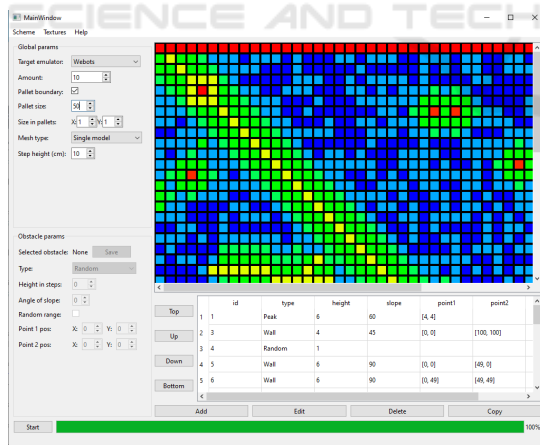 SCIENCE AND TECH
MainWindow
Scheme Textures Help
Global params
Target emulator: Webots
Amount: 10
Pallet boundary:
Pallet size: 50
Size in pallets: X: 1 Y: 1
Mesh type: Single model
Step height (cm): 10
Obstacle params
Selected obstacle: None Save
Type: Random
Height in steps: 0
Angle of slope: 0
Random range:
Point 1 pos: X: 0 Y: 0
Point 2 pos: X: 0 Y: 0
Top
Up
Down
Bottom
id type height slope point1 point2
1 1 Peak 6 60 [4, 4]
2 3 Wall 4 45 [0, 0] [100, 100]
3 4 Random 1
4 5 Wall 6 90 [0, 0] [49, 0]
5 6 Wall 6 90 [0, 49] [49, 49]
Add Edit Delete Copy
Start 100%